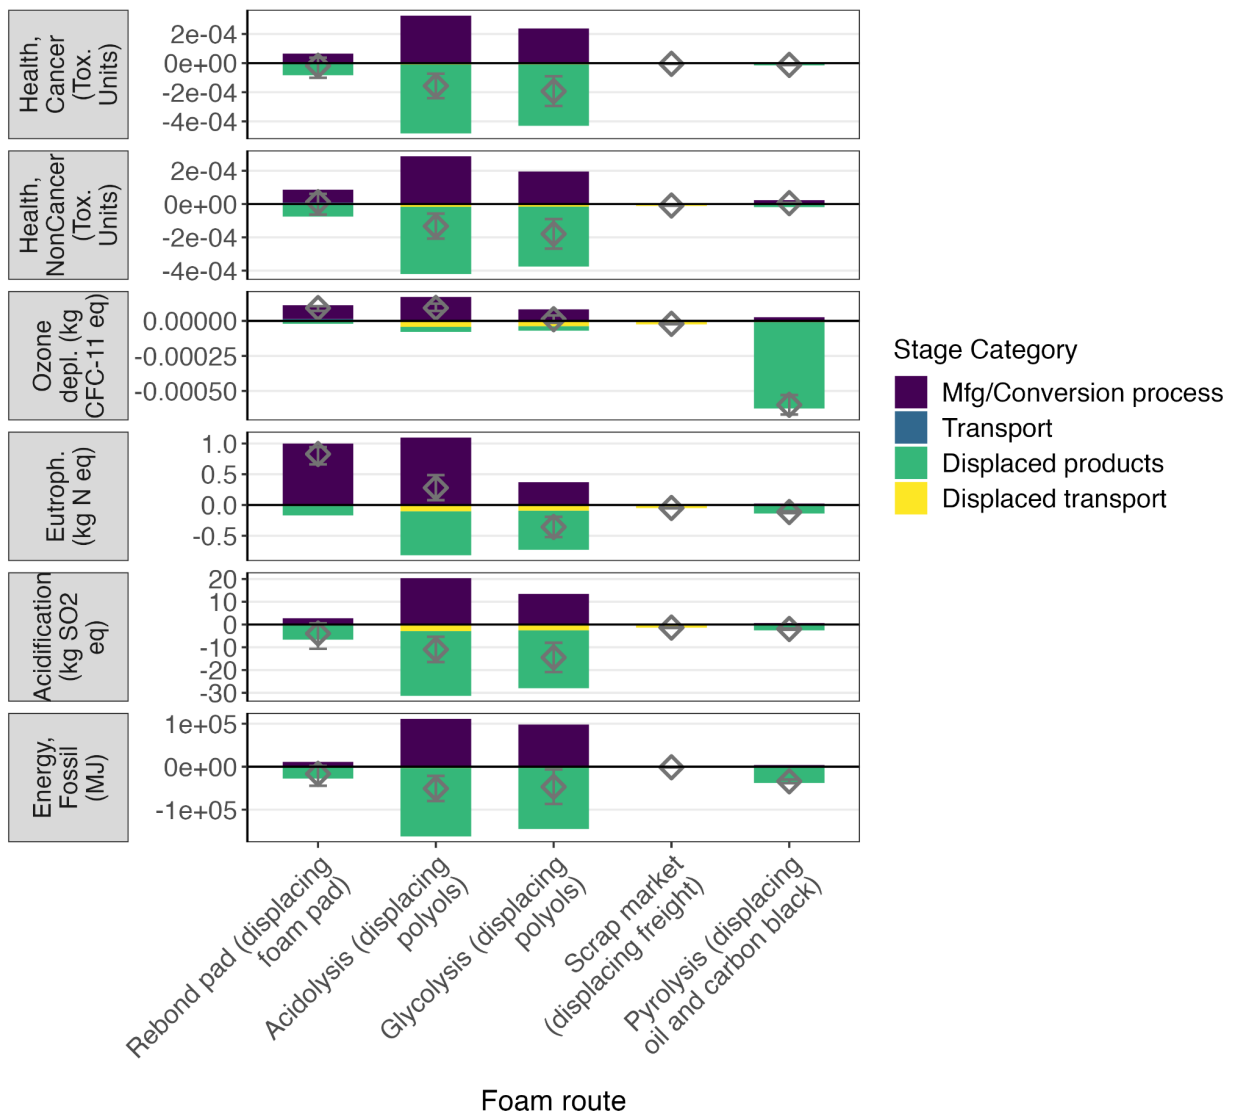 Health,
Cancer
(Tox.
Units)
2e-04
0e+00
-2e-04
-4e-04
Health,
NonCancer
(Tox.
Units)
2e-04
0e+00
-2e-04
-4e-04
Ozone
depl. (kg
CFC-11 eq)
0.00000
-0.00025
-0.00050
Eutroph.
(kg N eq)
1.0
0.5
0.0
-0.5
Acidification
(kg SO2
eq)
20
10
0
-10
-20
-30
Energy,
Fossil
(MJ)
1e+05
0e+00
-1e+05
Rebond pad (displacing
foam pad)
Acidolysis (displacing
polyols)
Glycolysis (displacing
polyols)
Scrap market
(displacing freight)
Pyrolysis (displacing
oil and carbon black)
Foam route
Stage Category
Mfg/Conversion process
Transport
Displaced products
Displaced transport